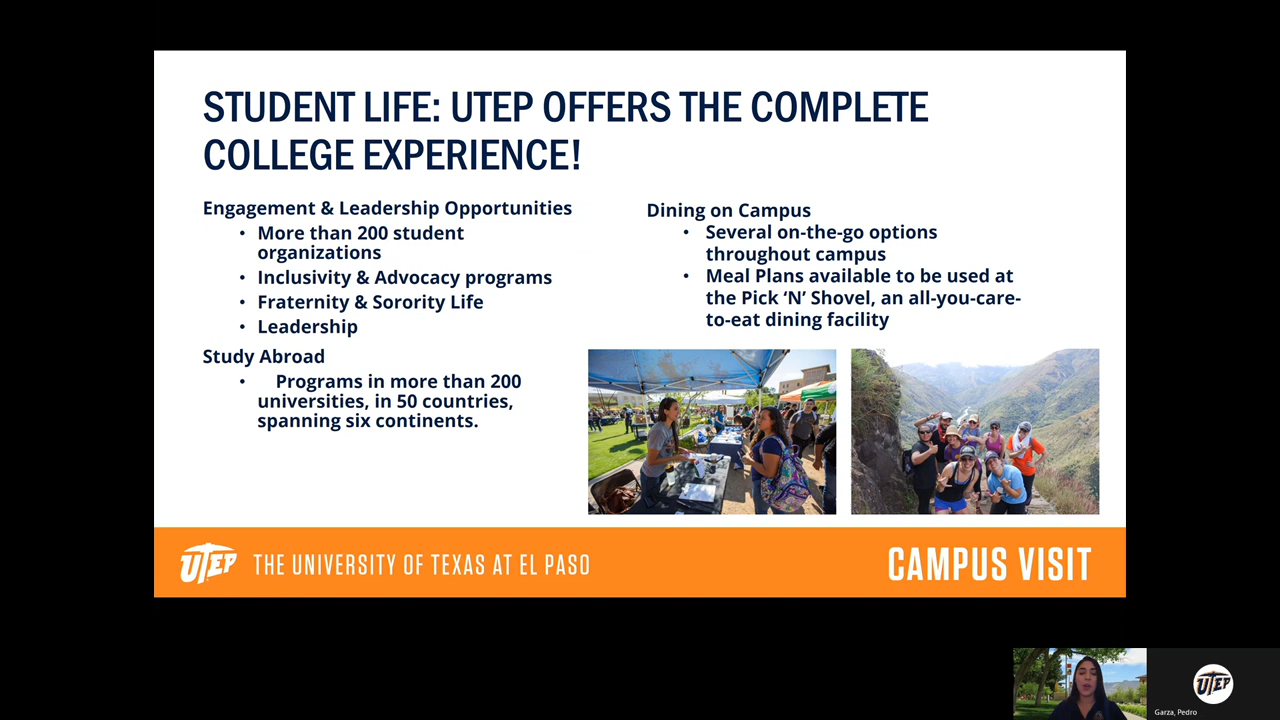 STUDENT LIFE: UTEP OFFERS THE COMPLETE
COLLEGE EXPERIENCE!
Engagement & Leadership Opportunities
• More than 200 student
organizations
• Inclusivity & Advocacy programs
• Fraternity & Sorority Life
• Leadership
Study Abroad
• Programs in more than 200
universities, in 50 countries,
spanning six continents.
Dining on Campus
• Several on-the-go options
throughout campus
• Meal Plans available to be used at
the Pick ‘N’ Shovel, an all-you-care-
to-eat dining facility
UTEP THE UNIVERSITY OF TEXAS AT EL PASO
CAMPUS VISIT
UTEP
Garza, Pedro